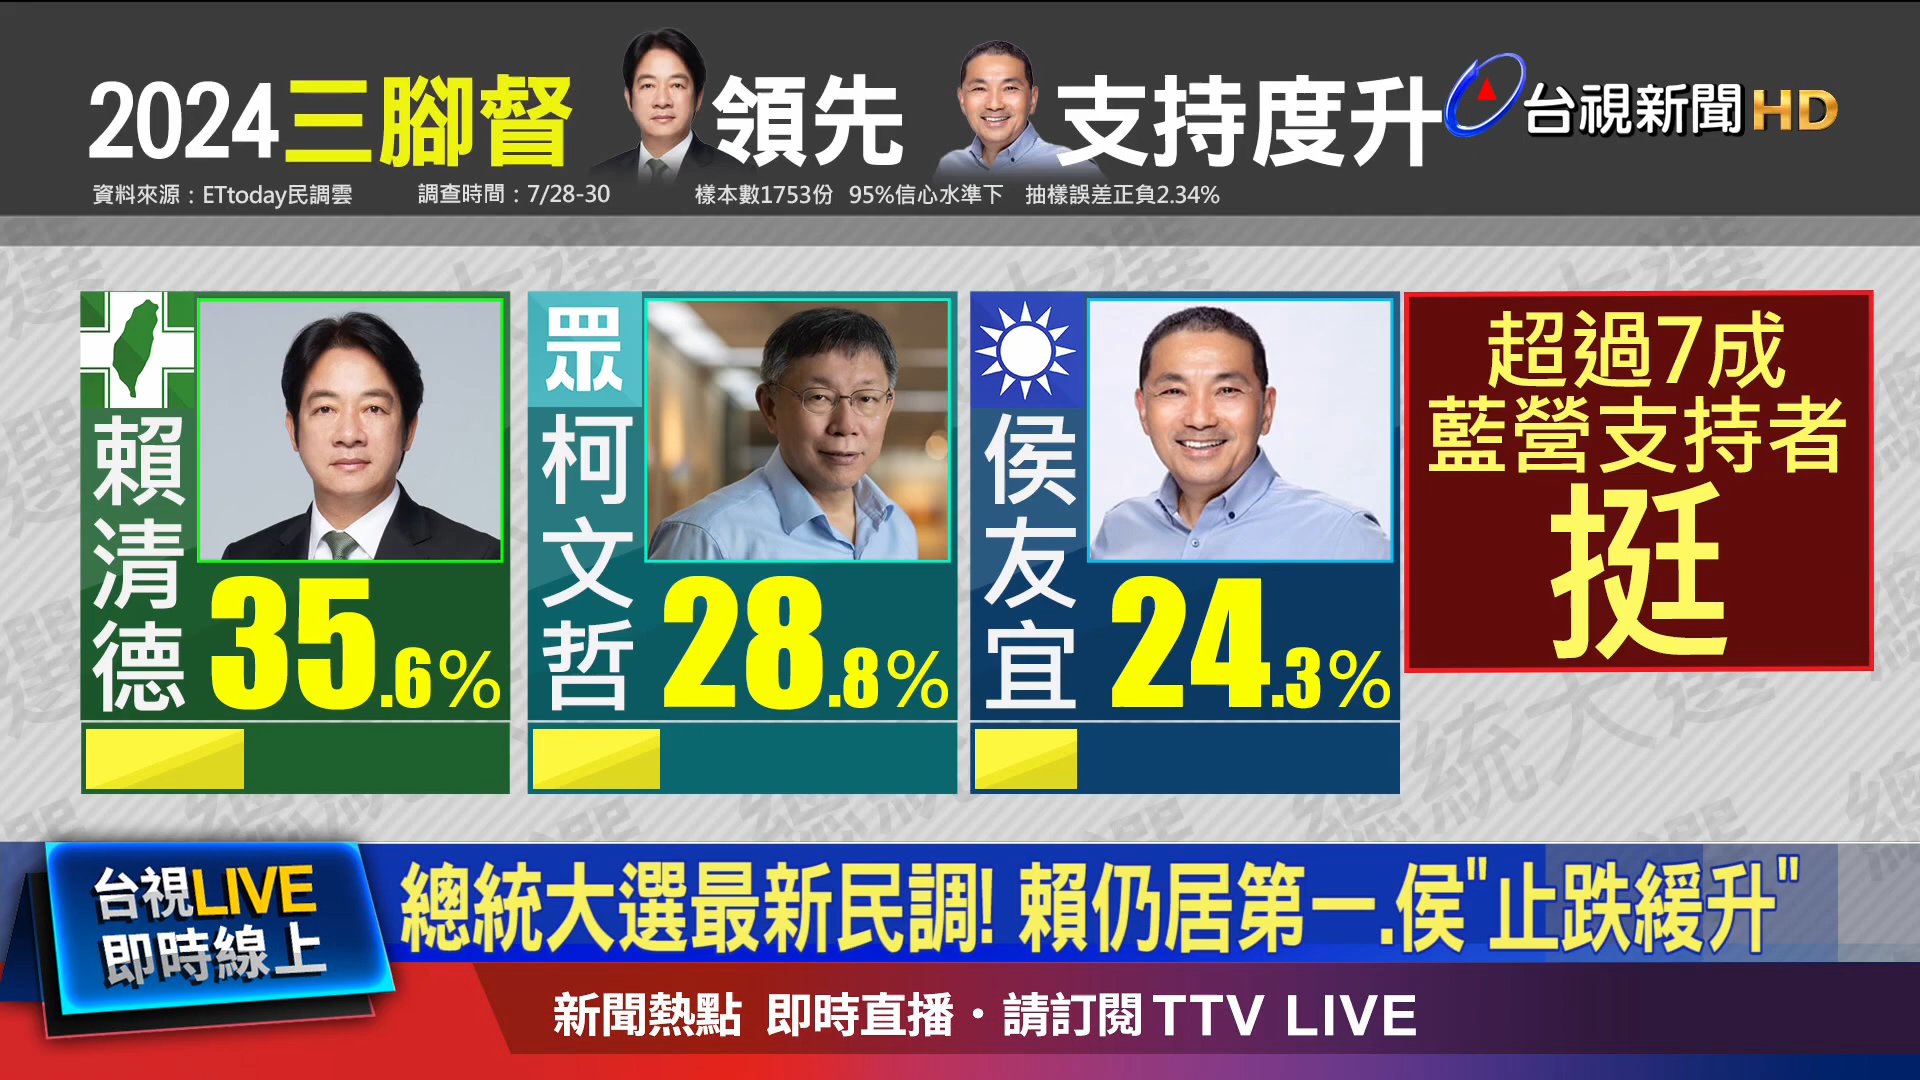 2024三腳督 領先 支持度升
台視新聞HD
資料來源：ETtoday民調雲 調查時間：7/28-30 樣本數1753份 95%信心水準下 抽樣誤差正負2.34%
賴清德
35.6%
眾
柯文哲
28.8%
侯友宜
24.3%
超過7成
藍營支持者
挺
台視LIVE
即時線上
總統大選最新民調! 賴仍居第一.侯"止跌緩升"
新聞熱點 即時直播・請訂閱TTV LIVE
總統大選